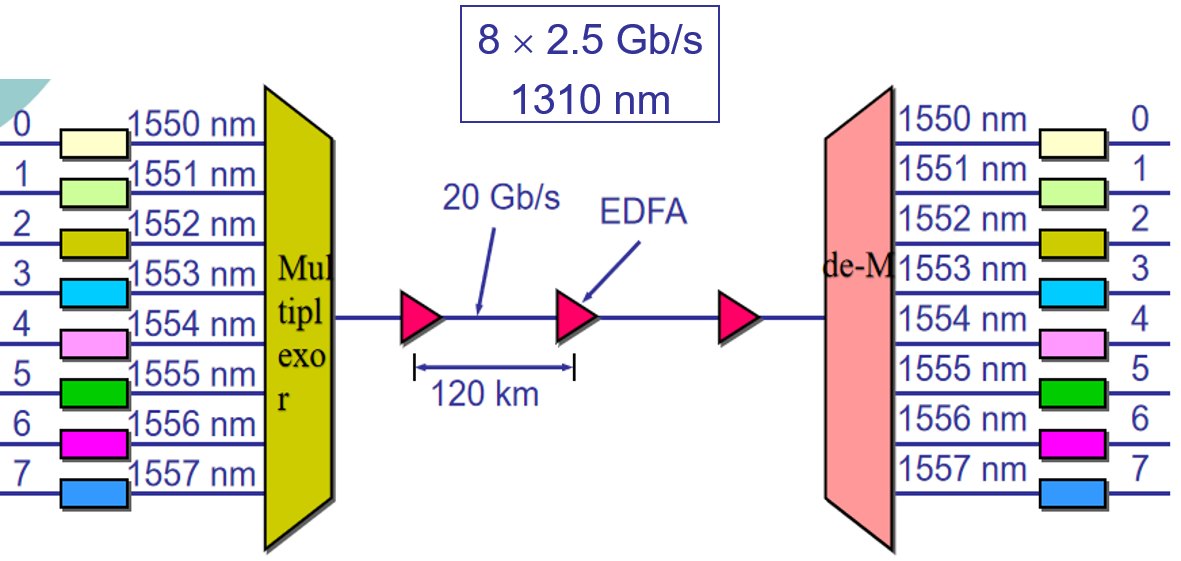 8 × 2.5 Gb/s
1310 nm
0
1550 nm
1
1551 nm
2
1552 nm
3
1553 nm
4
1554 nm
5
1555 nm
6
1556 nm
7
1557 nm
Mul
tipl
exo
r
20 Gb/s
EDFA
120 km
de-M
1550 nm
0
1551 nm
1
1552 nm
2
1553 nm
3
1554 nm
4
1555 nm
5
1556 nm
6
1557 nm
7